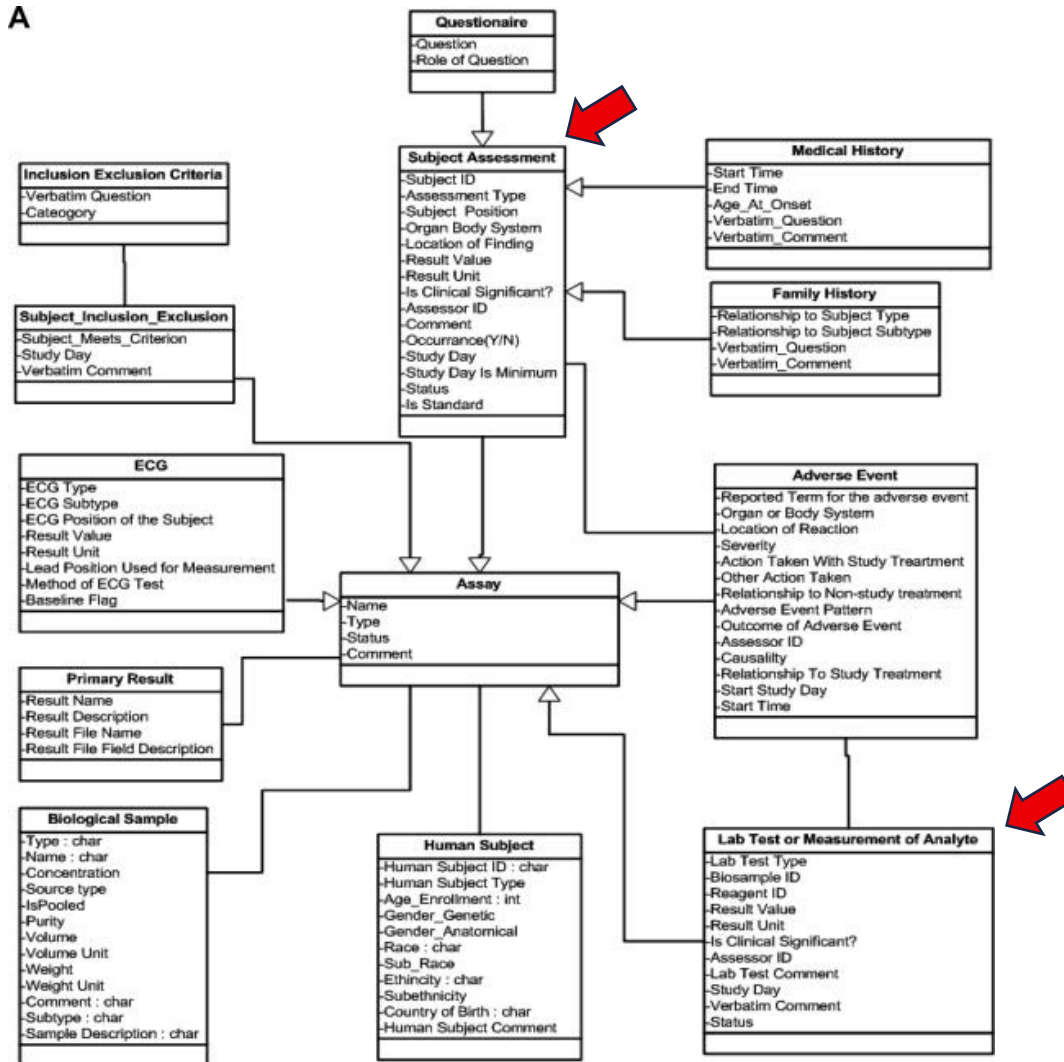 A
Questionaire
-Question
-Role of Question
Subject Assessment
-Subject ID
-Assessment Type
-Subject Position
-Organ Body System
-Location of Finding
-Result Value
-Result Unit
-Is Clinical Significant?
-Assessor ID
-Comment
-Occurrance(Y/N)
-Study Day
-Study Day Is Minimum
-Status
-Is Standard
Medical History
-Start Time
-End Time
-Age_At_Onset
-Verbatim_Question
-Verbatim_Comment
Inclusion Exclusion Criteria
-Verbatim Question
-Cateogory
Family History
-Relationship to Subject Type
-Relationship to Subject Subtype
-Verbatim_Question
-Verbatim_Comment
Subject_Inclusion_Exclusion
-Subject_Meets_Criterion
-Study Day
-Verbatim Comment
ECG
-ECG Type
-ECG Subtype
-ECG Position of the Subject
-Result Value
-Result Unit
-Lead Position Used for Measurement
-Method of ECG Test
-Baseline Flag
Adverse Event
-Reported Term for the adverse event
-Organ or Body System
-Location of Reaction
-Severity
-Action Taken With Study Treartment
-Other Action Taken
-Relationship to Non-study treatment
-Adverse Event Pattern
-Outcome of Adverse Event
-Assessor ID
-Causalilty
-Relationship To Study Treatment
-Start Study Day
-Start Time
Assay
-Name
-Type
-Status
-Comment
Primary Result
-Result Name
-Result Description
-Result File Name
-Result File Field Description
Biological Sample
-Type : char
-Name : char
-Concentration
-Source type
-IsPooled
-Purity
-Volume
-Volume Unit
-Weight
-Weight Unit
-Comment : char
-Subtype : char
-Sample Description : char
Human Subject
-Human Subject ID : char
-Human Subject Type
-Age_Enrollment : int
-Gender_Genetic
-Gender_Anatomical
-Race : char
-Sub_Race
-Ethincity : char
-Subethnicity
-Country of Birth : char
-Human Subject Comment
Lab Test or Measurement of Analyte
-Lab Test Type
-Biosample ID
-Reagent ID
-Result Value
-Result Unit
-Is Clinical Significant?
-Assessor ID
-Lab Test Comment
-Study Day
-Verbatim Comment
-Status